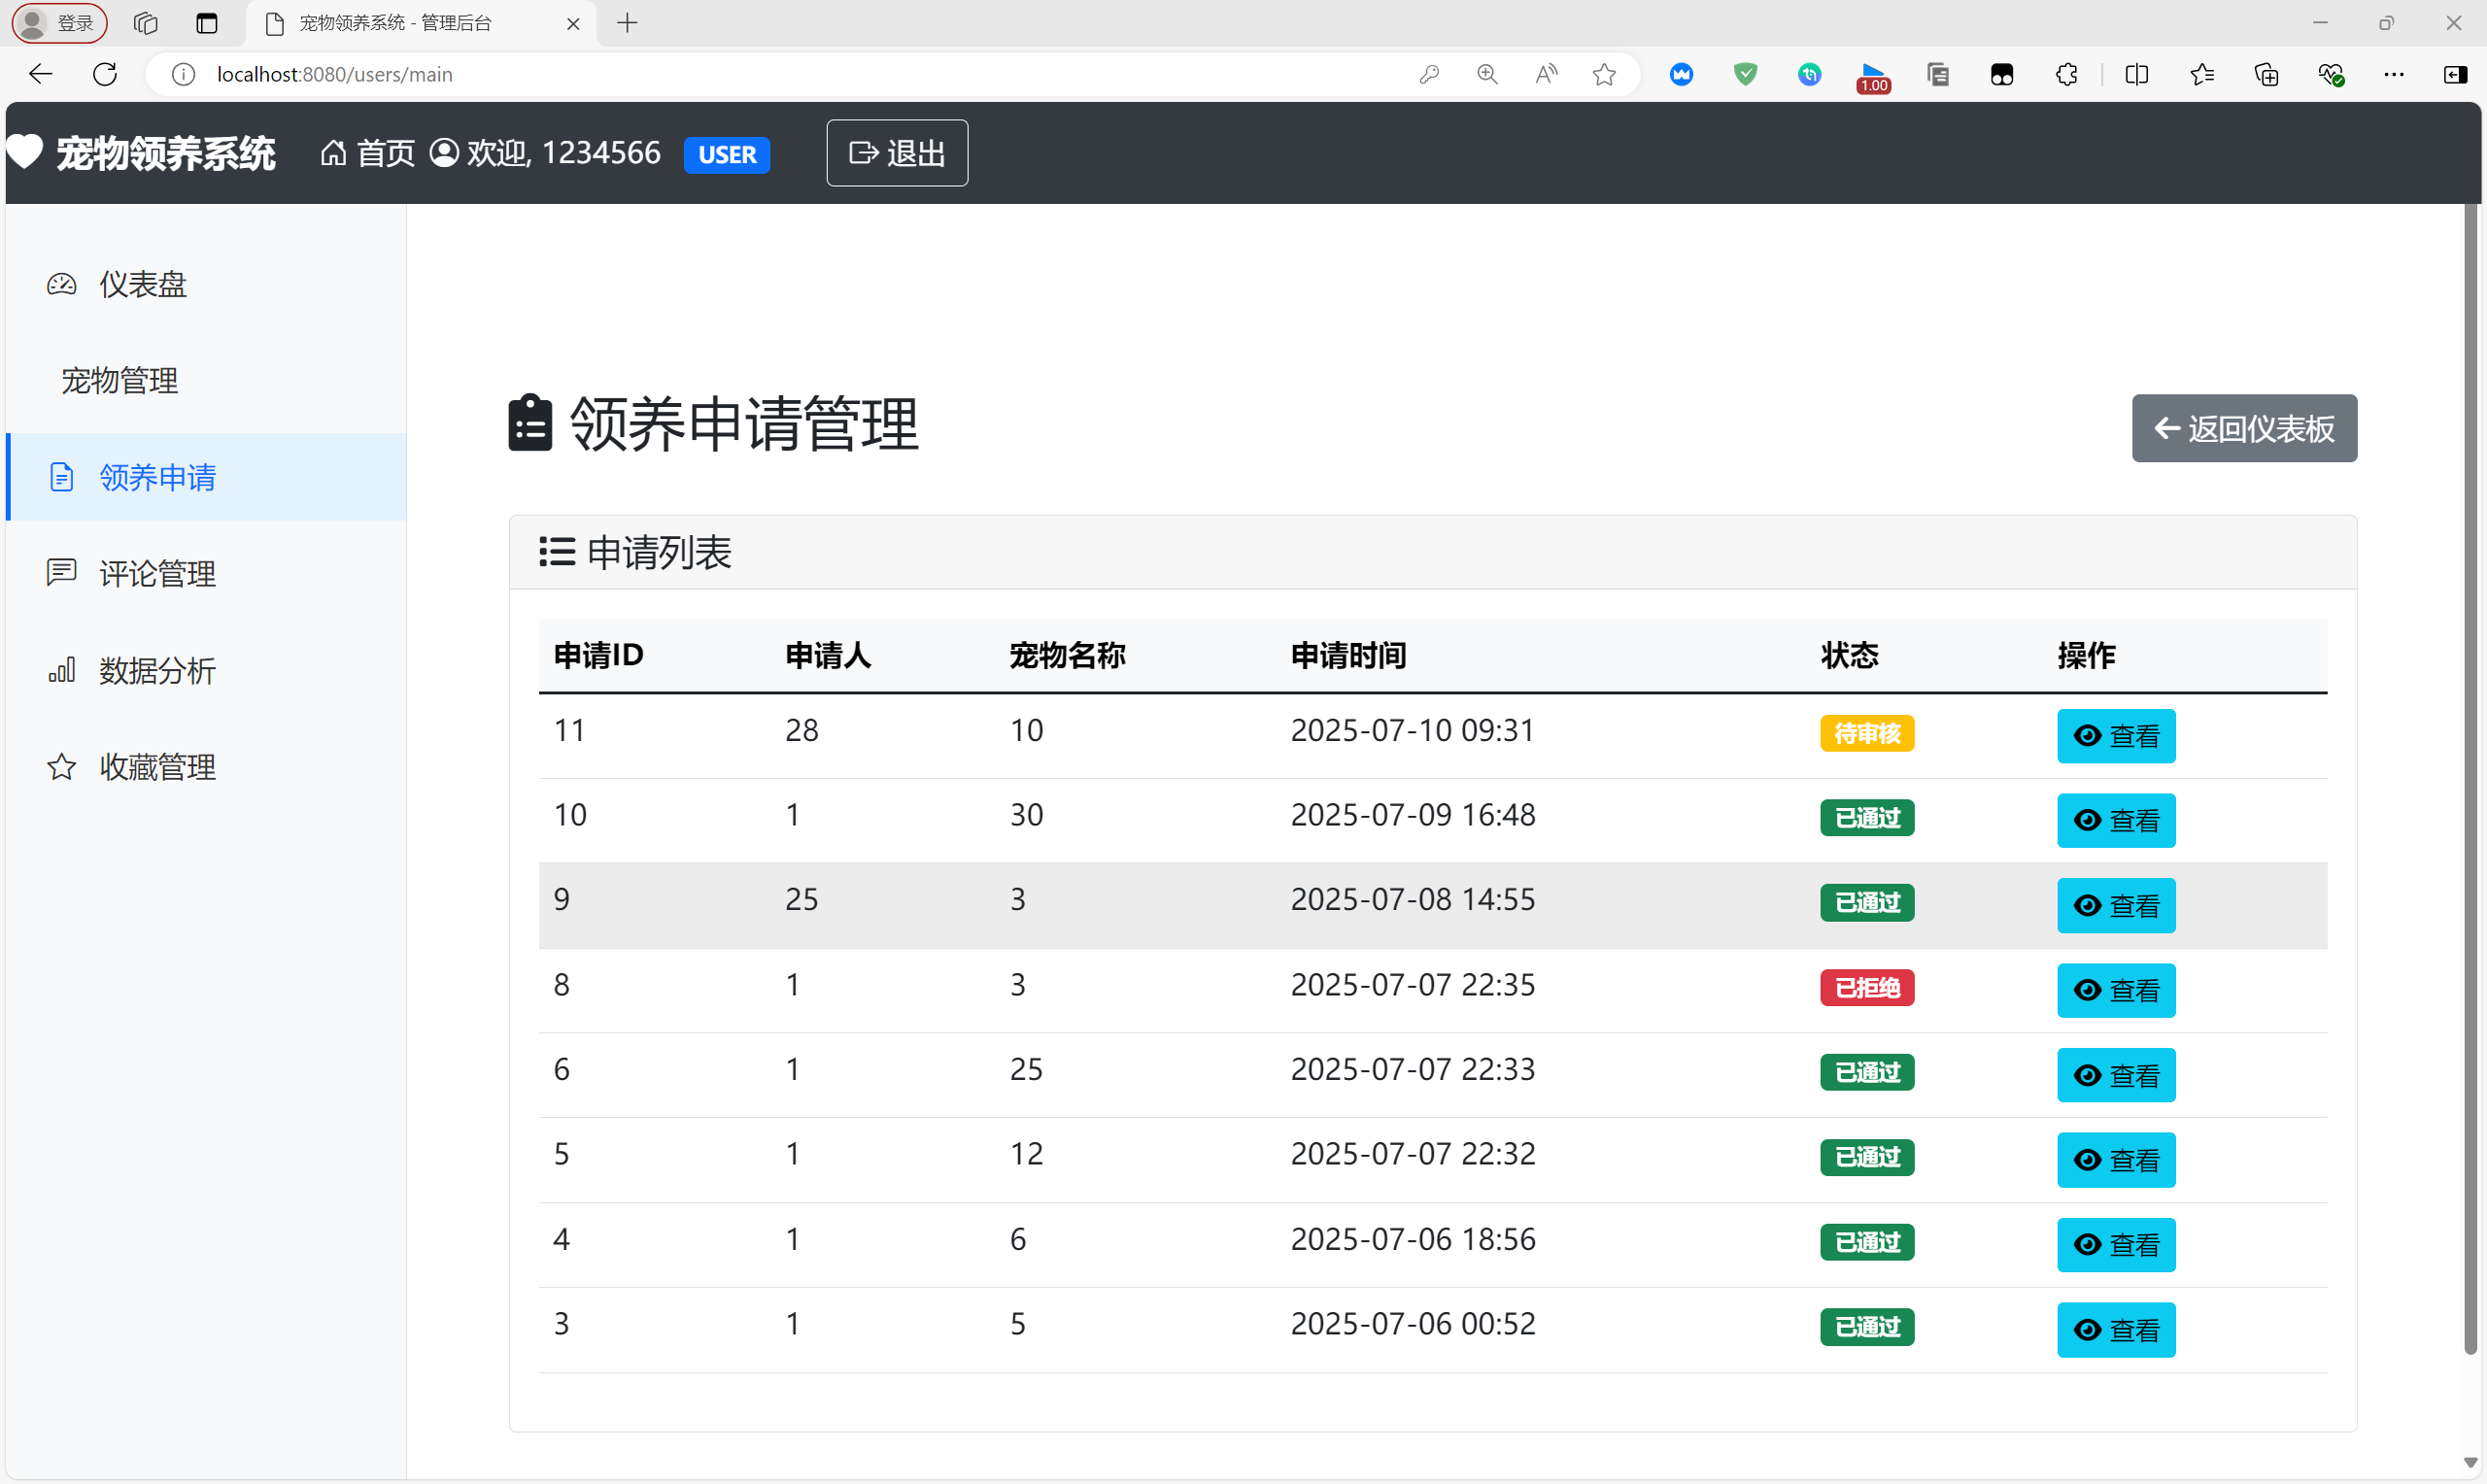 登录
宠物领养系统 - 管理后台
localhost:8080/users/main
1.00
宠物领养系统 首页 欢迎, 1234566 USER 退出
仪表盘
宠物管理
领养申请
评论管理
数据分析
收藏管理
领养申请管理
返回仪表板
申请列表
申请ID 申请人 宠物名称 申请时间 状态 操作
11 28 10 2025-07-10 09:31 待审核 查看
10 1 30 2025-07-09 16:48 已通过 查看
9 25 3 2025-07-08 14:55 已通过 查看
8 1 3 2025-07-07 22:35 已拒绝 查看
6 1 25 2025-07-07 22:33 已通过 查看
5 1 12 2025-07-07 22:32 已通过 查看
4 1 6 2025-07-06 18:56 已通过 查看
3 1 5 2025-07-06 00:52 已通过 查看